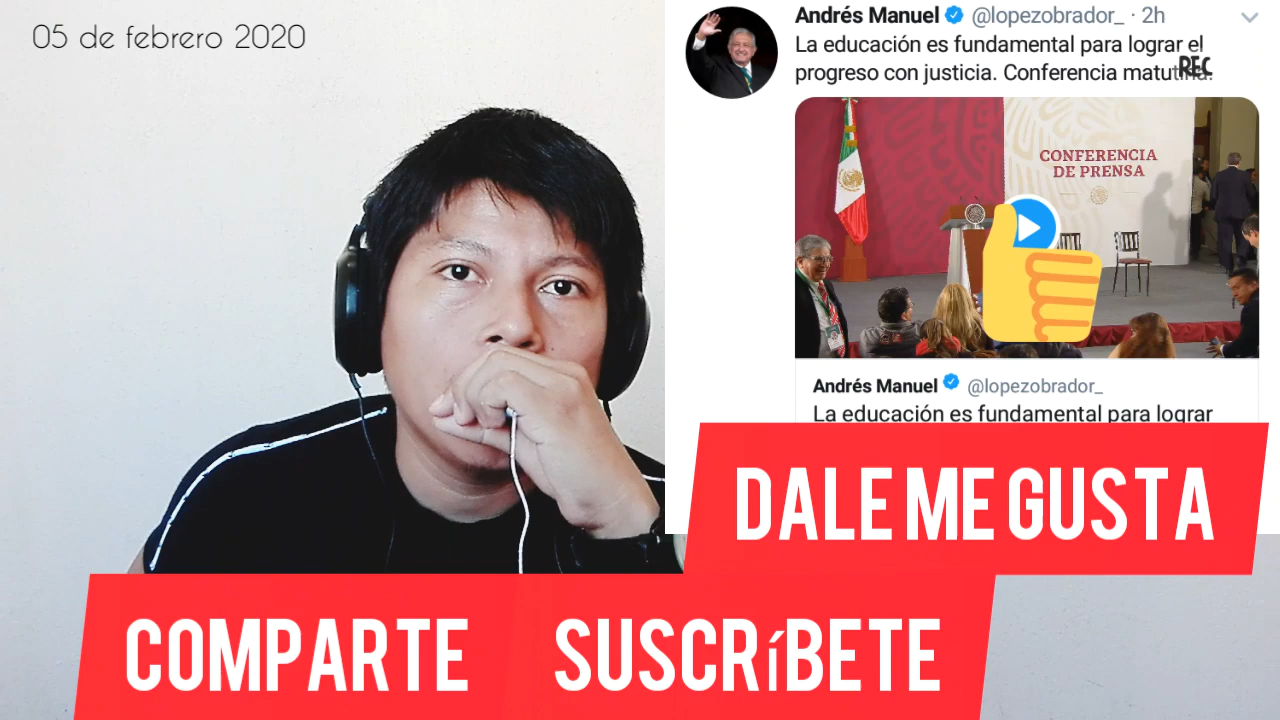 05 de febrero 2020
Andrés Manuel @lopezobrador_ · 2h
La educación es fundamental para lograr el
progreso con justicia. Conferencia matutina.
REC
CONFERENCIA
DE PRENSA
Andrés Manuel @lopezobrador_
La educación es fundamental para lograr
DALE ME GUSTA
COMPARTE
SUSCRíBETE